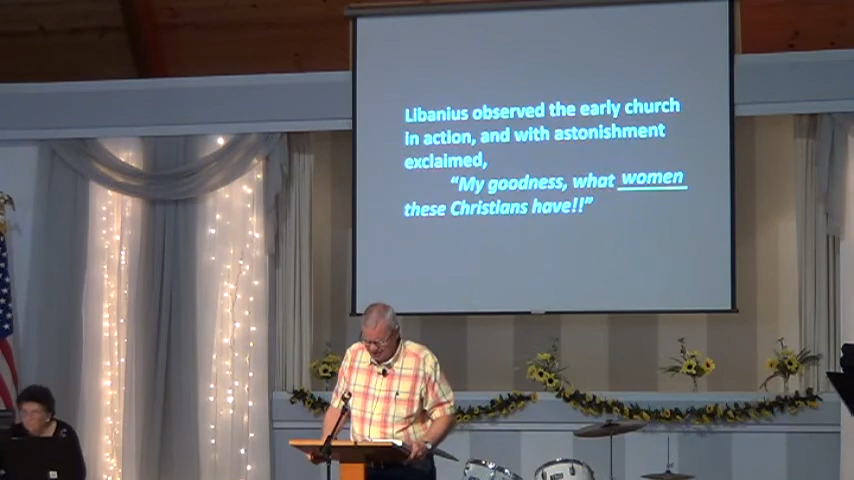 Libanius observed the early church
in action, and with astonishment
exclaimed,
"My goodness, what women
these Christians have!!"